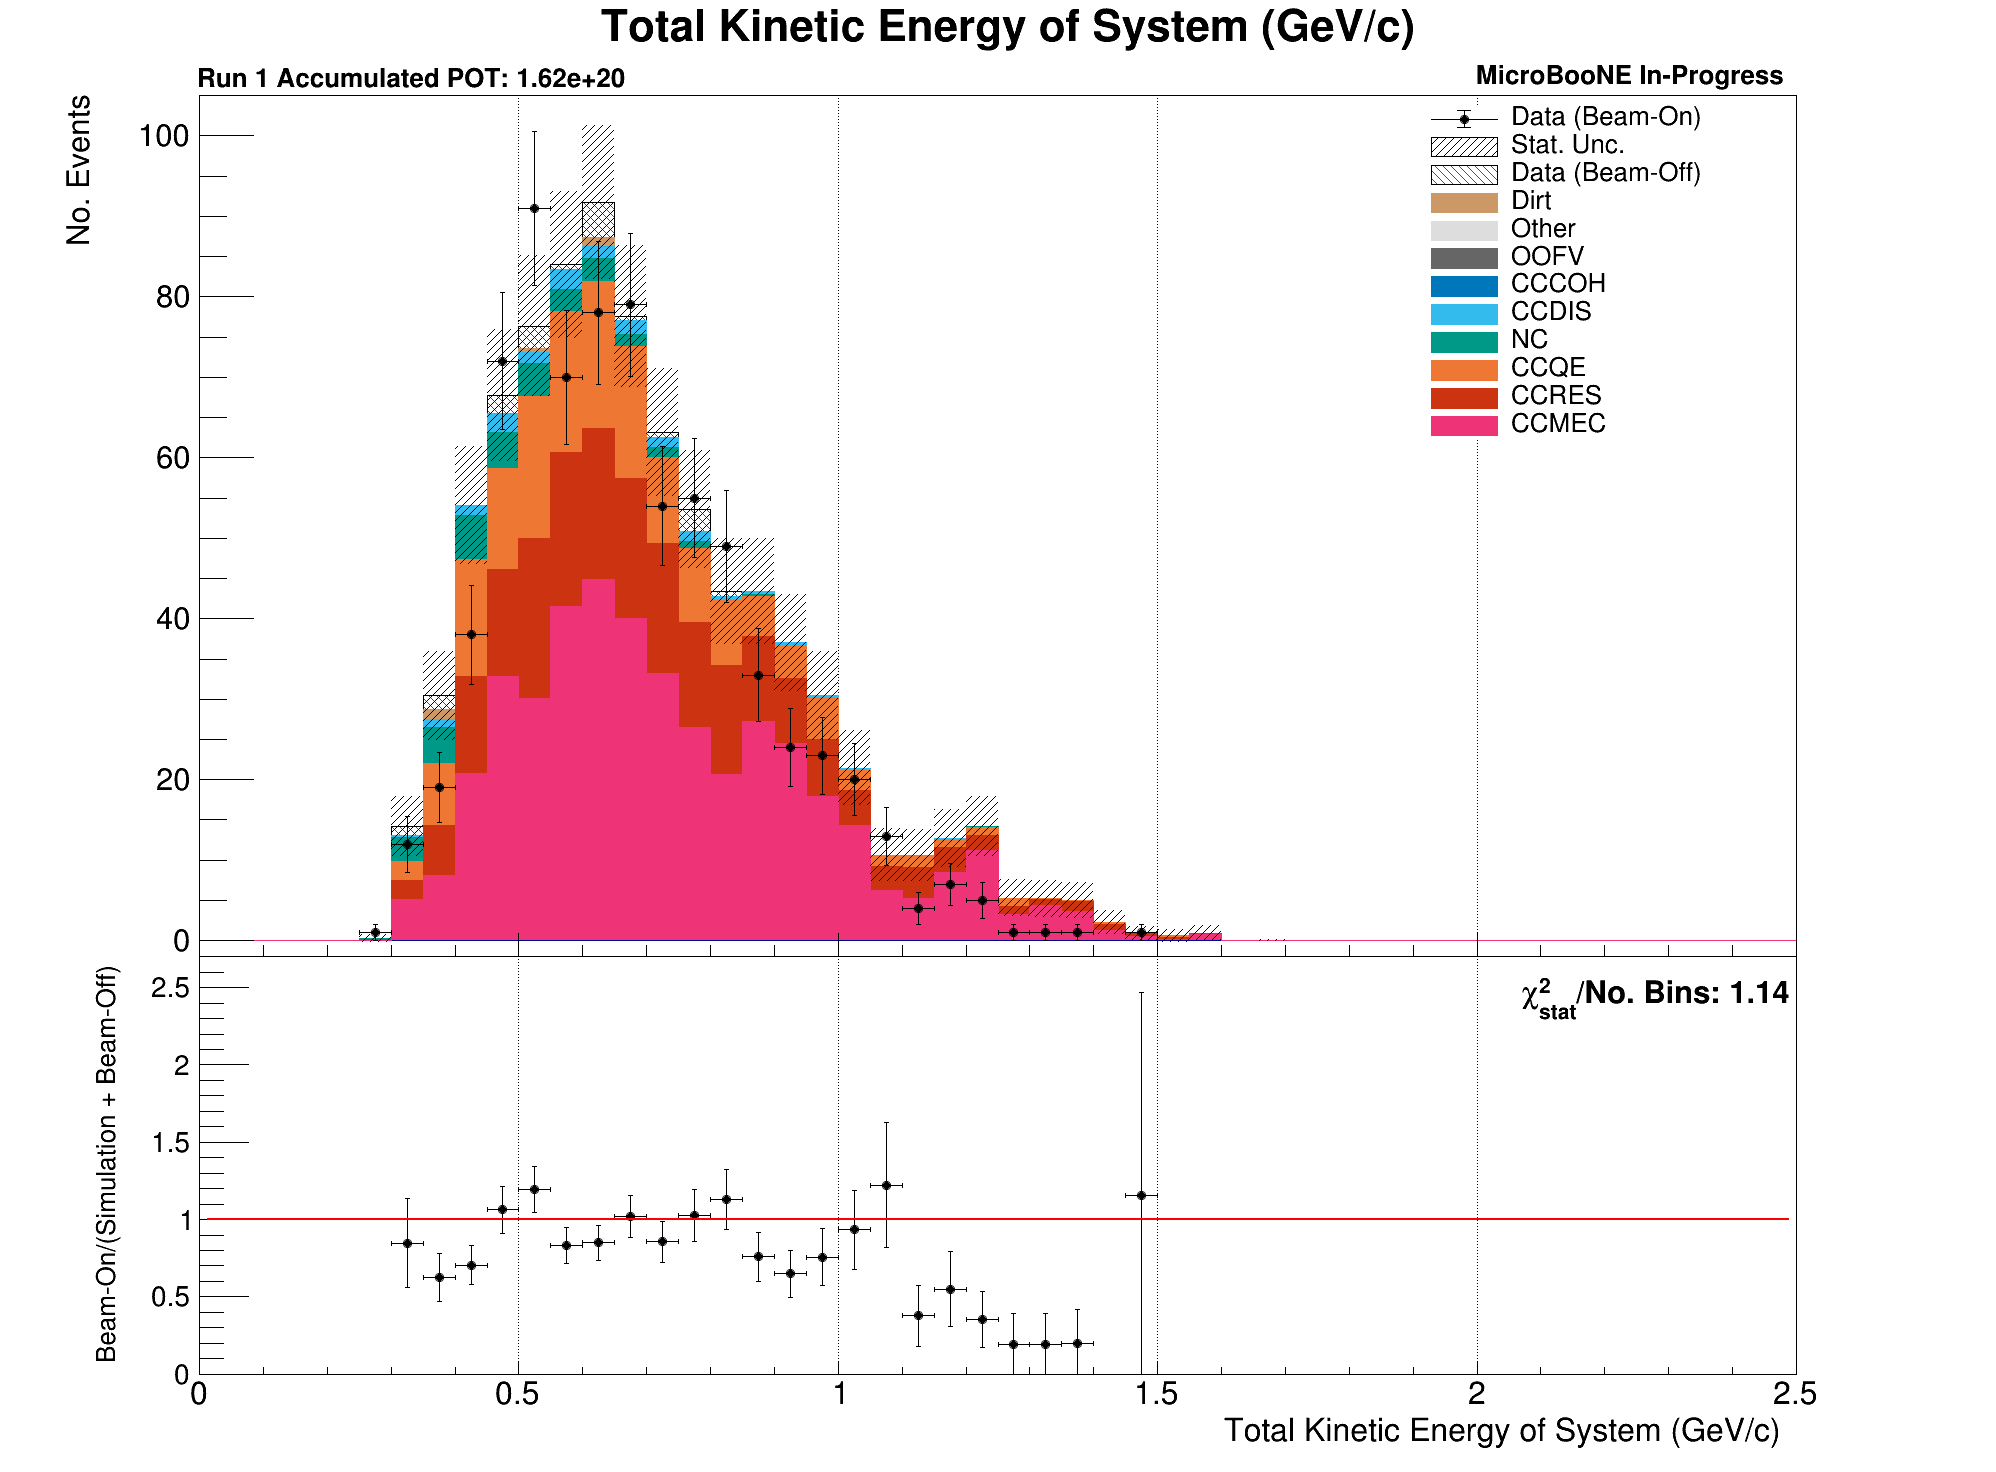 Total Kinetic Energy of System (GeV/c)
Run 1 Accumulated POT: 1.62e+20
MicroBooNE In-Progress
No. Events
100
80
60
40
20
0
Data (Beam-On)
Stat. Unc.
Data (Beam-Off)
Dirt
Other
OOFV
CCCOH
CCDIS
NC
CCQE
CCRES
CCMEC
Beam-On/(Simulation + Beam-Off)
2.5
2
1.5
1
0.5
0
χ²stat/No. Bins: 1.14
0 0.5 1 1.5 2 2.5
Total Kinetic Energy of System (GeV/c)